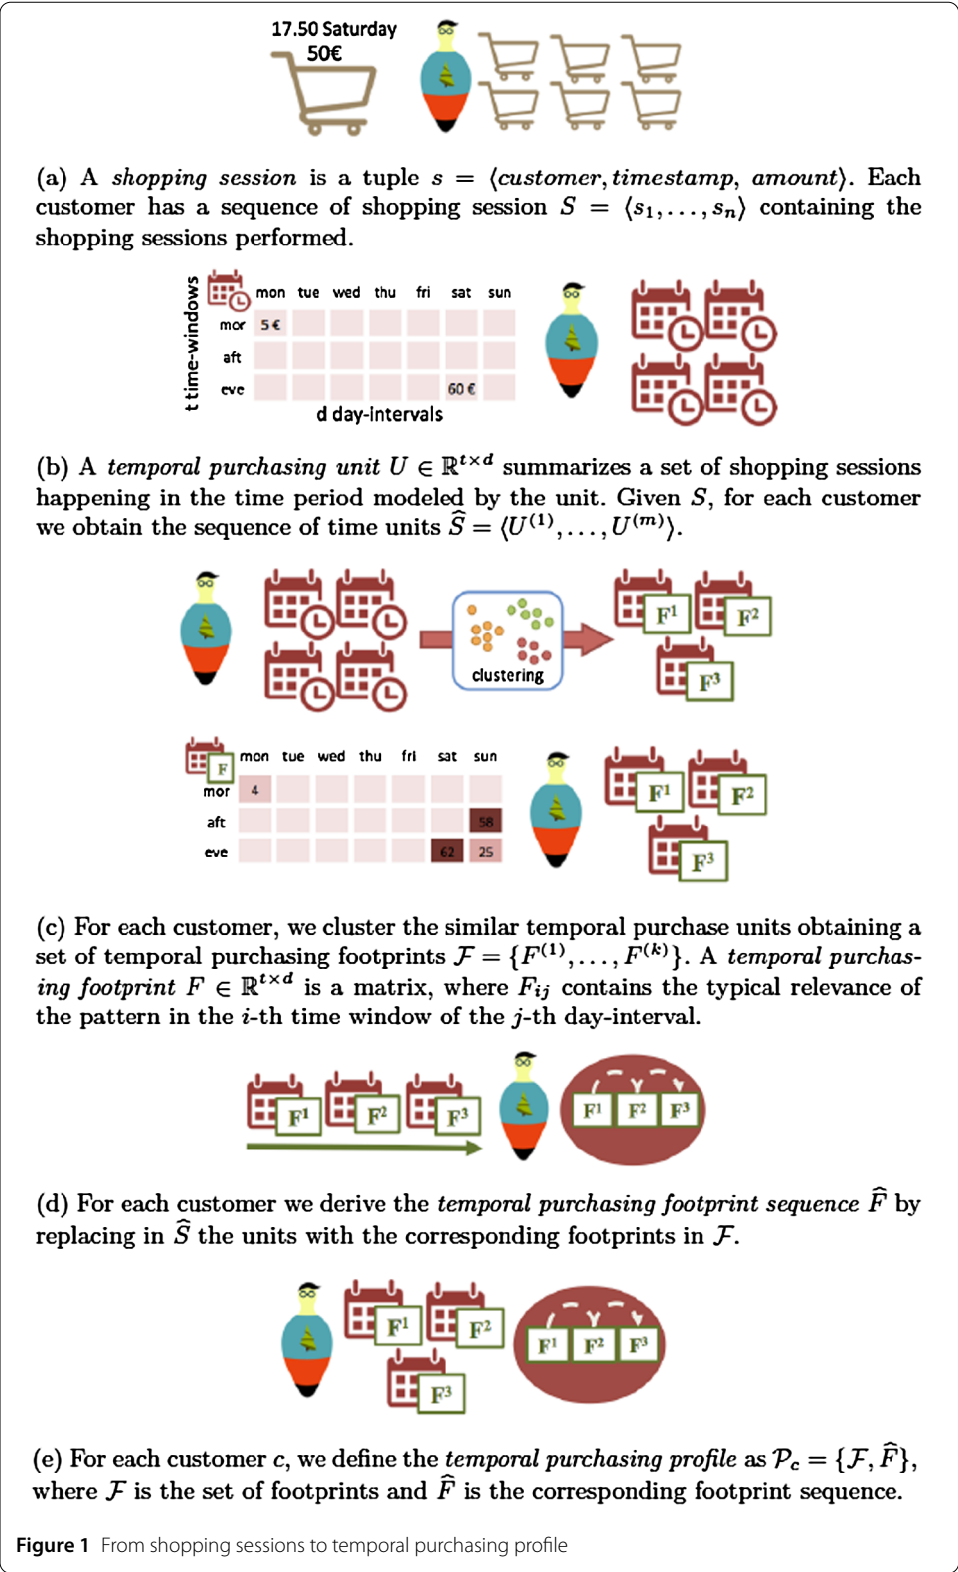 17.50 Saturday
50€
(a) A shopping session is a tuple s = ⟨customer, timestamp, amount⟩. Each
customer has a sequence of shopping session S = ⟨s₁, . . . , sₙ⟩ containing the
shopping sessions performed.
t time-windows
mon tue wed thu fri sat sun
mor 5 €
aft
eve 60 €
d day-intervals
(b) A temporal purchasing unit U ∈ ℝᵗˣᵈ summarizes a set of shopping sessions
happening in the time period modeled by the unit. Given S, for each customer
we obtain the sequence of time units Ŝ = ⟨U⁽¹⁾, . . . , U⁽ᵐ⁾⟩.
clustering
F¹ F²
F³
F
mon tue wed thu fri sat sun
mor 4
aft 58
eve 62 25
F¹ F²
F³
(c) For each customer, we cluster the similar temporal purchase units obtaining a
set of temporal purchasing footprints ℱ = {F⁽¹⁾, . . . , F⁽ᵏ⁾}. A temporal purchas-
ing footprint F ∈ ℝᵗˣᵈ is a matrix, where Fᵢⱼ contains the typical relevance of
the pattern in the i-th time window of the j-th day-interval.
F¹ F² F³ F¹ F² F³
(d) For each customer we derive the temporal purchasing footprint sequence F̂ by
replacing in Ŝ the units with the corresponding footprints in ℱ.
F¹ F² F¹ F² F³
F³
(e) For each customer c, we define the temporal purchasing profile as 𝒫c = {ℱ, F̂},
where ℱ is the set of footprints and F̂ is the corresponding footprint sequence.
Figure 1 From shopping sessions to temporal purchasing profile